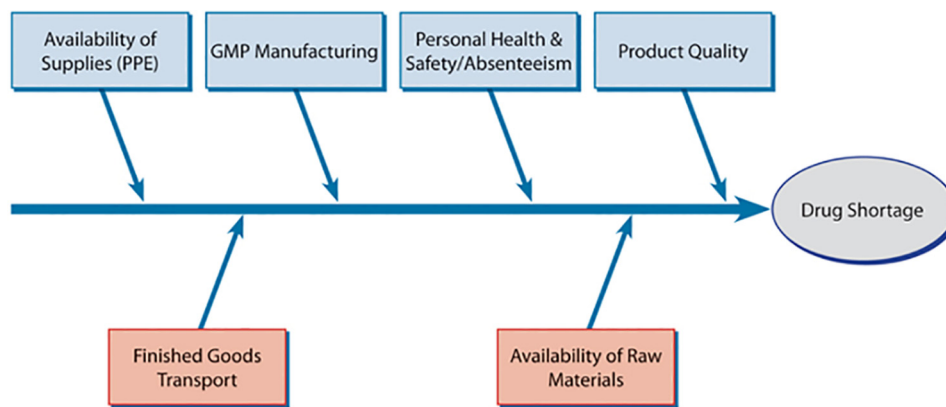 Availability of
Supplies (PPE)
GMP Manufacturing
Personal Health &
Safety/Absenteeism
Product Quality
Drug Shortage
Finished Goods
Transport
Availability of Raw
Materials